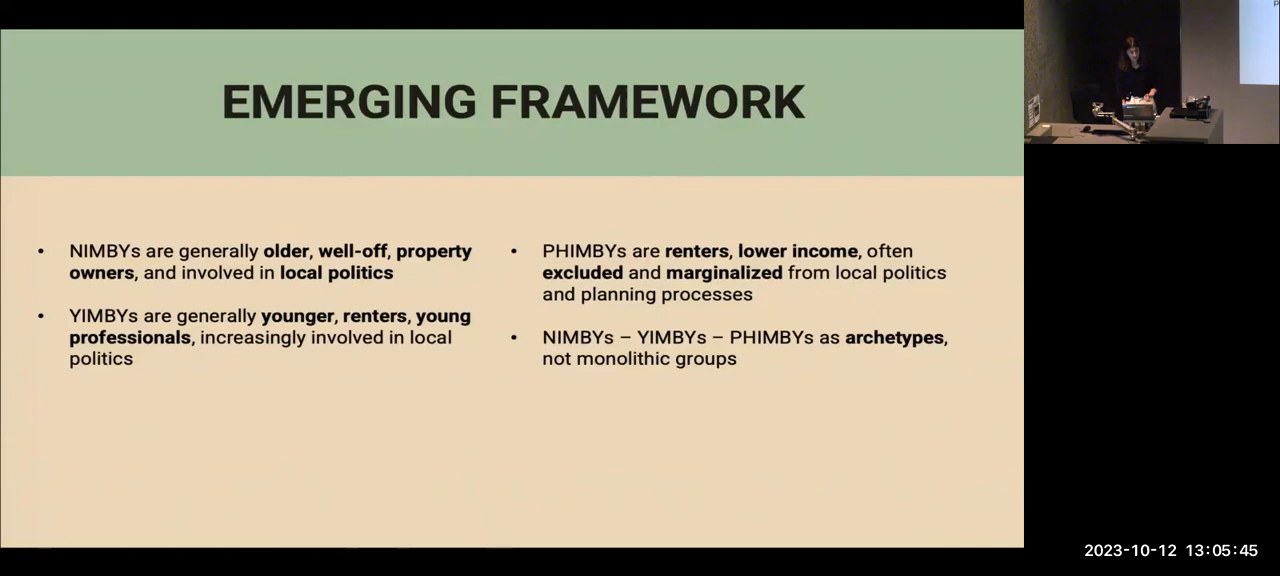 EMERGING FRAMEWORK
• NIMBYs are generally older, well-off, property
owners, and involved in local politics
• YIMBYs are generally younger, renters, young
professionals, increasingly involved in local
politics
• PHIMBYs are renters, lower income, often
excluded and marginalized from local politics
and planning processes
• NIMBYs – YIMBYs – PHIMBYs as archetypes,
not monolithic groups
2023-10-12 13:05:45